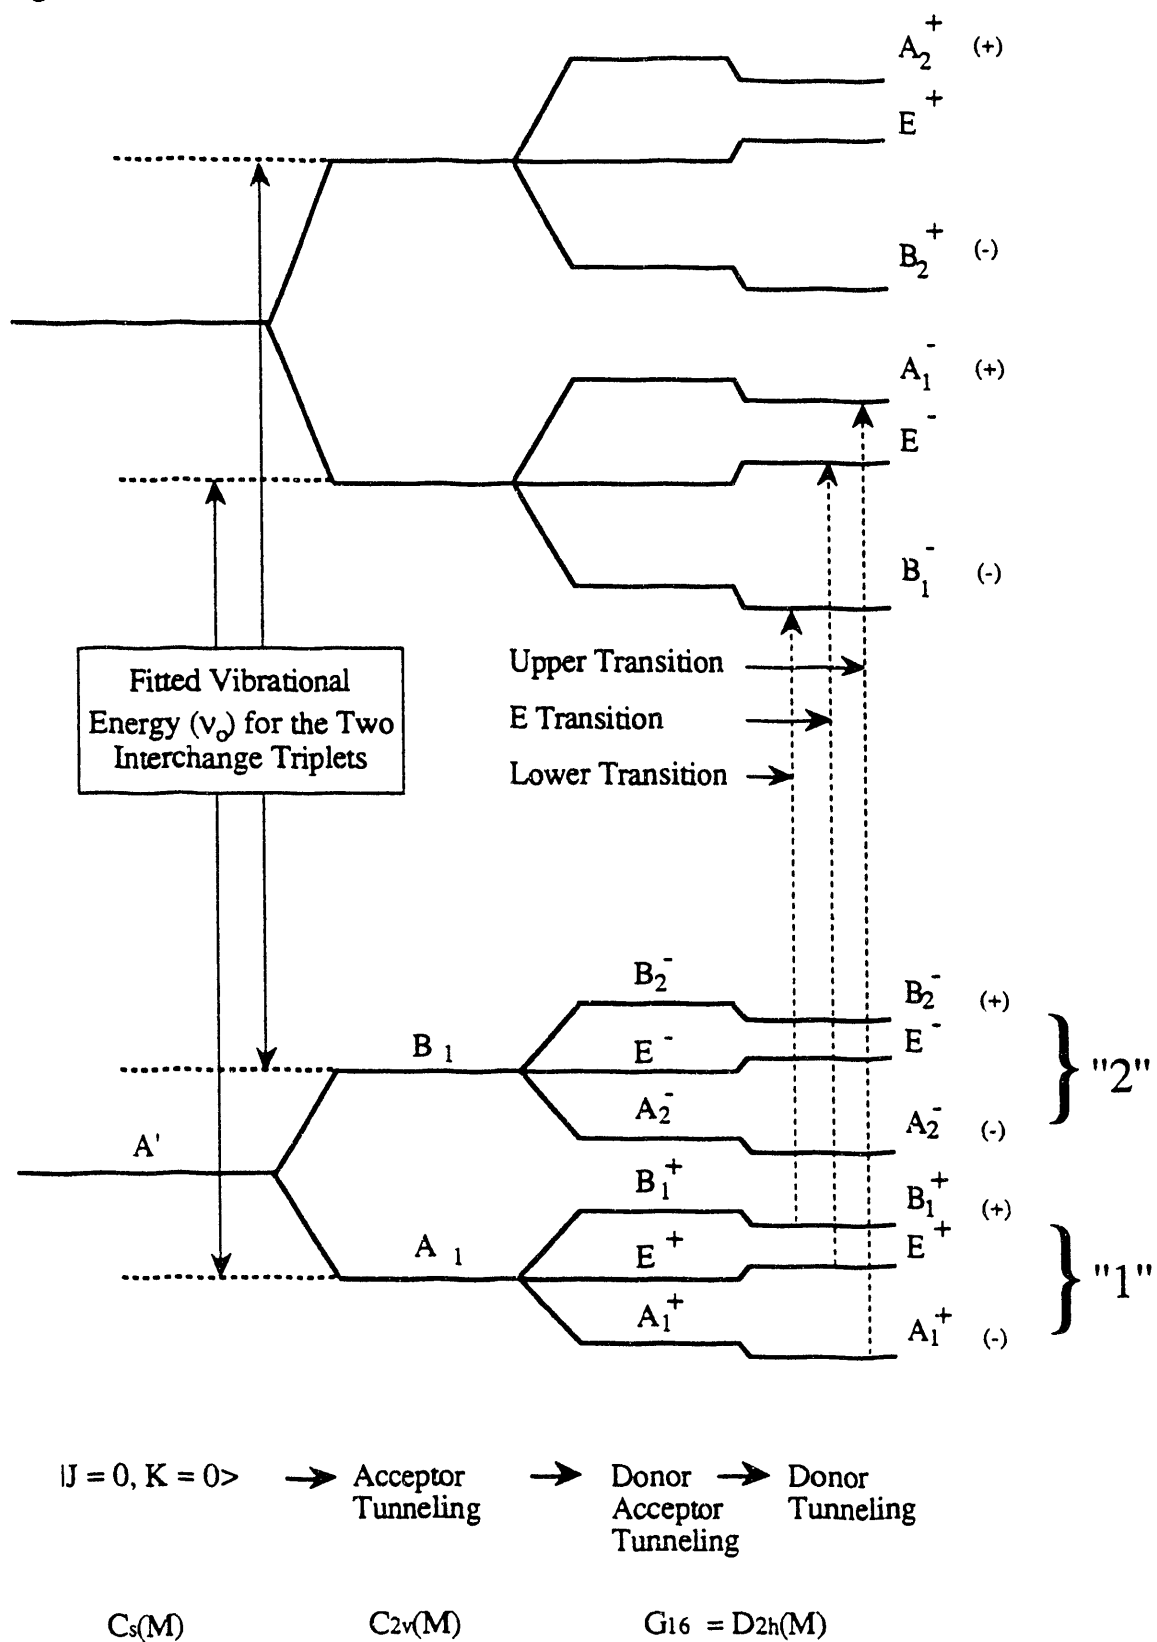 A2+ (+)
E+
B2+ (-)
A1- (+)
E-
B1- (-)
Upper Transition
E Transition
Lower Transition
Fitted Vibrational
Energy (νo) for the Two
Interchange Triplets
B2-
B2- (+)
B1
E-
E-
"2"
A2-
A2- (-)
A'
B1+
B1+ (+)
A1
E+
E+
"1"
A1+
A1+ (-)
|J = 0, K = 0> Acceptor Tunneling
Donor Acceptor Tunneling
Donor Tunneling
Cs(M) C2v(M) G16 = D2h(M)